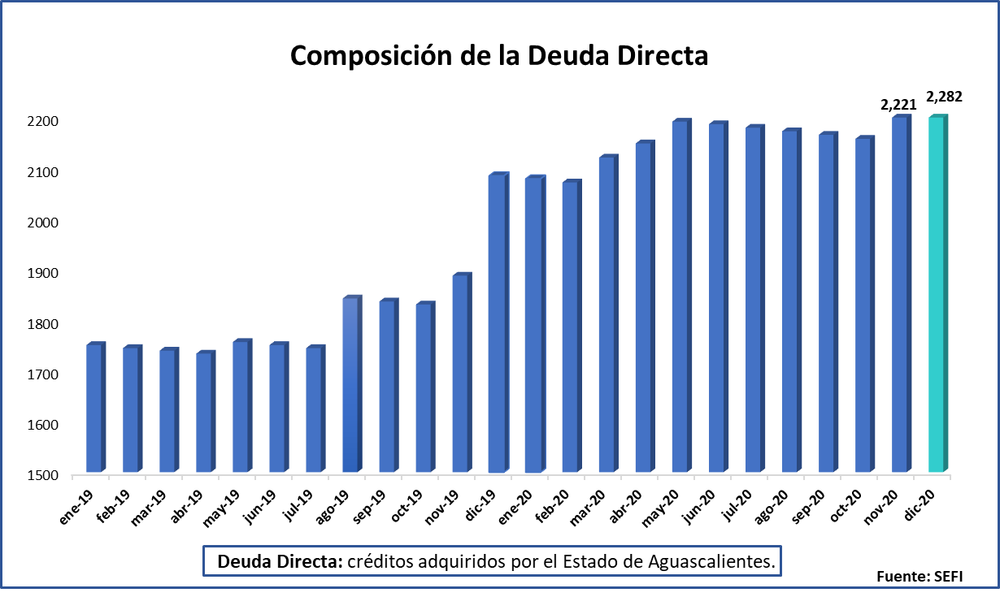 Composición de la Deuda Directa
2,221
2,282
2200
2100
2000
1900
1800
1700
1600
1500
ene-19
feb-19
mar-19
abr-19
may-19
jun-19
jul-19
ago-19
sep-19
oct-19
nov-19
dic-19
ene-20
feb-20
mar-20
abr-20
may-20
jun-20
jul-20
ago-20
sep-20
oct-20
nov-20
dic-20
Deuda Directa: créditos adquiridos por el Estado de Aguascalientes.
Fuente: SEFI